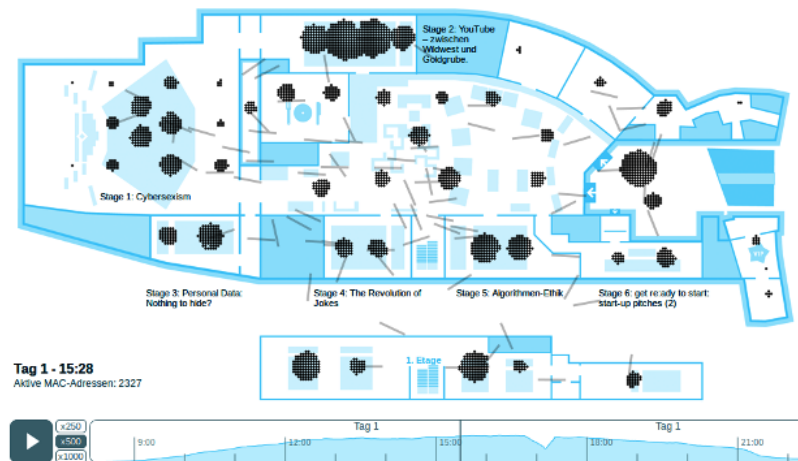 Stage 2: YouTube
– zwischen
Wildwest und
Goldgrube.
Stage 1: Cybersexism
Stage 3: Personal Data:
Nothing to hide?
Stage 4: The Revolution of
Jokes
Stage 5: Algorithmen-Ethik
Stage 6: get re:ady to start:
start-up pitches (2)
1. Etage
Tag 1 - 15:28
Aktive MAC-Adressen: 2327
x250
x500
x1000
Tag 1
Tag 1
9:00
12:00
15:00
18:00
21:00